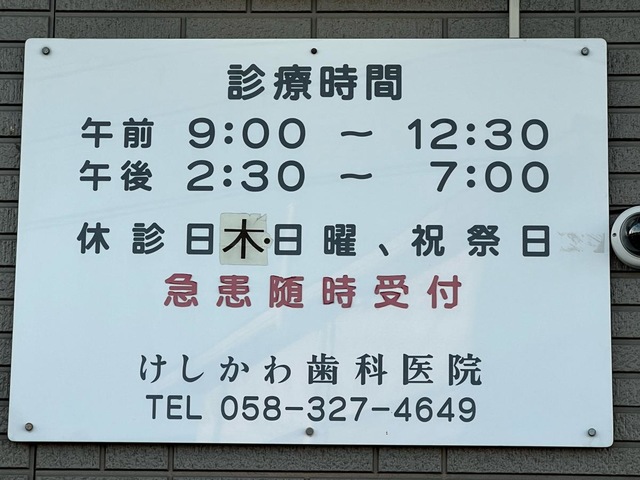 診療時間
午前 9:00 ～ 12:30
午後 2:30 ～ 7:00
休診日木・日曜、祝祭日
急患随時受付
けしかわ歯科医院
TEL 058-327-4649